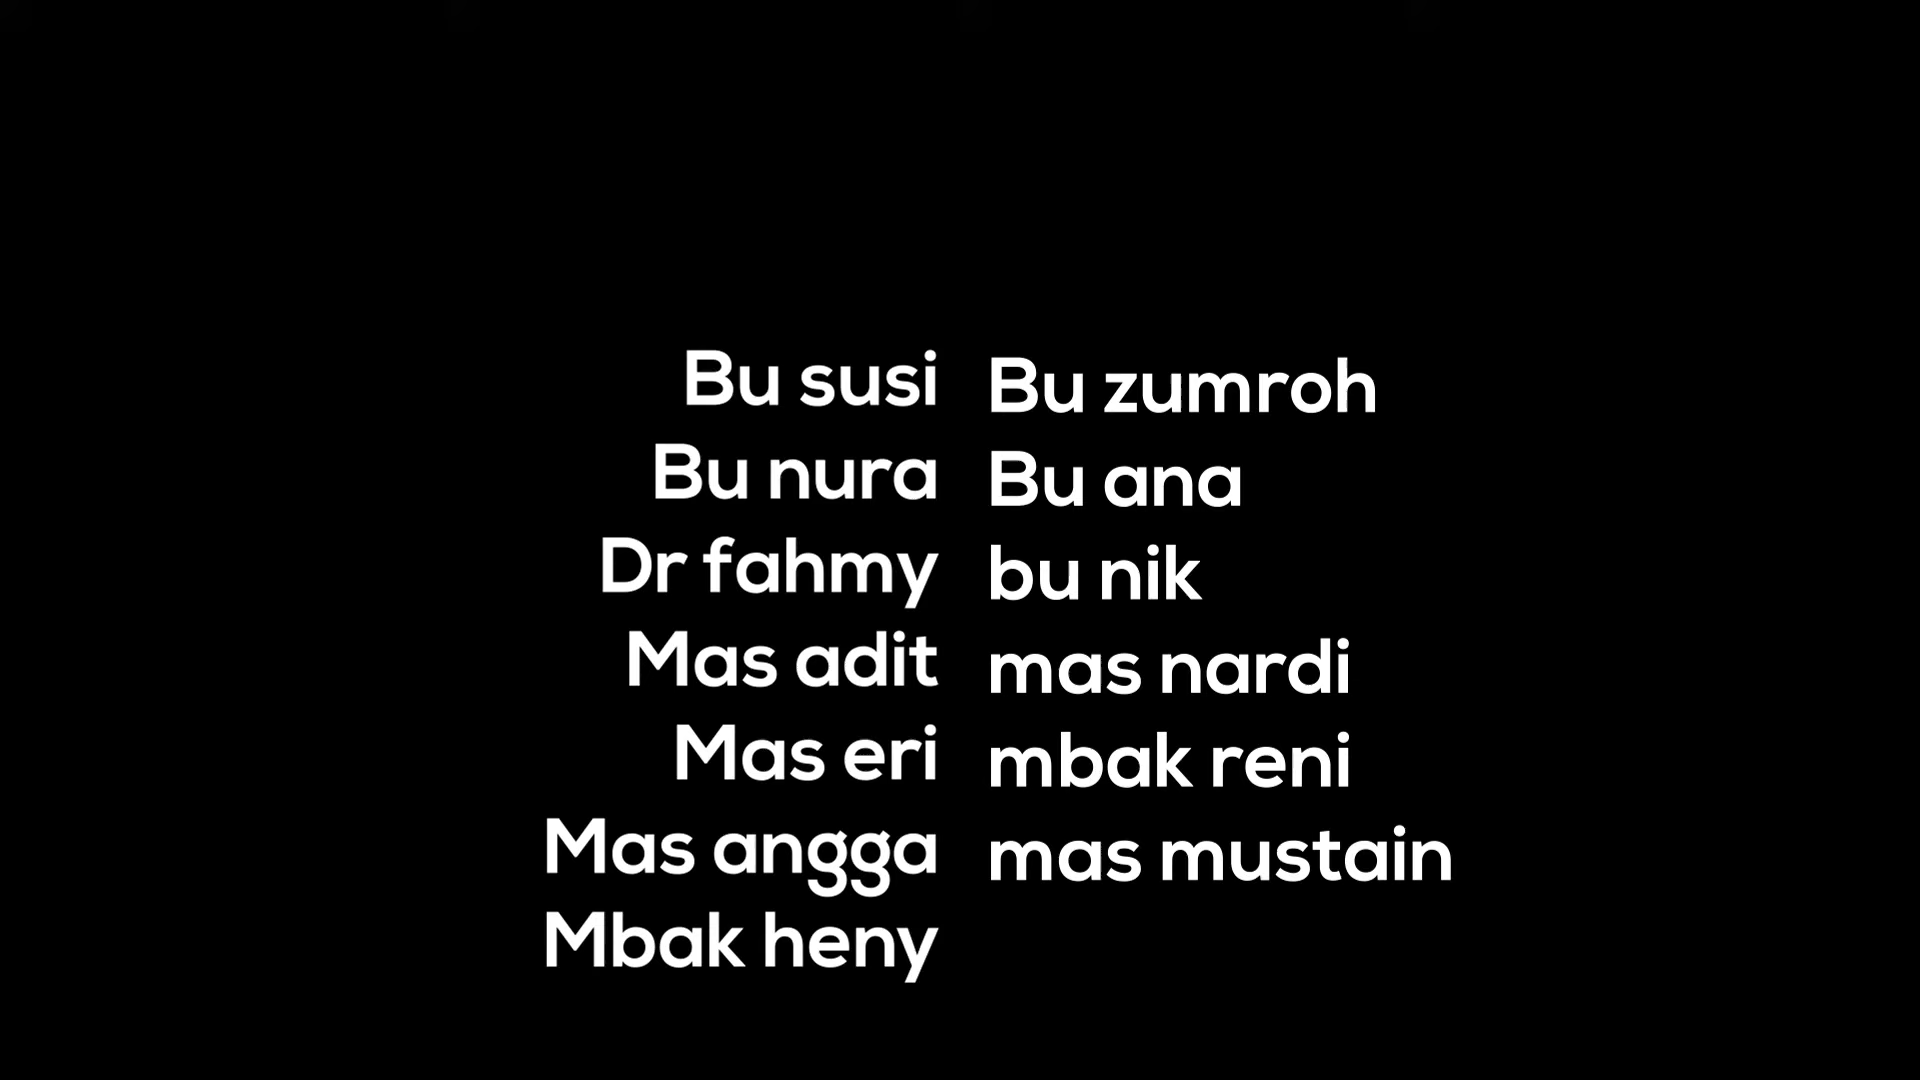 Bu susi
Bu nura
Dr fahmy
Mas adit
Mas eri
Mas angga
Mbak heny
Bu zumroh
Bu ana
bu nik
mas nardi
mbak reni
mas mustain